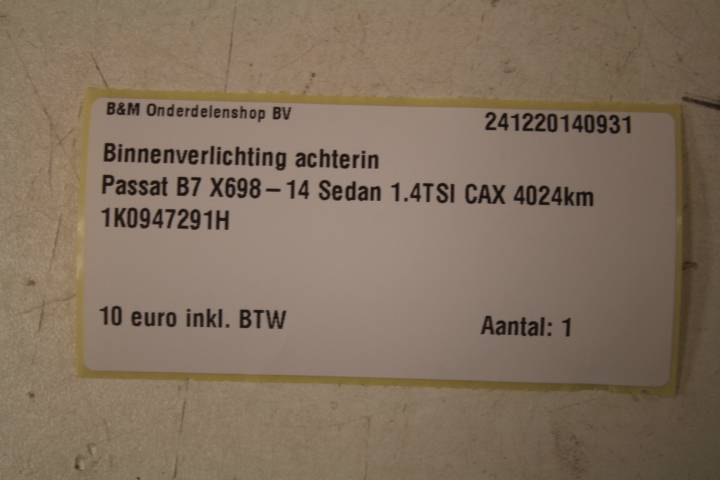 B&M Onderdelenshop BV 241220140931
Binnenverlichting achterin
Passat B7 X698 – 14 Sedan 1.4TSI CAX 4024km
1K0947291H
10 euro inkl. BTW Aantal: 1